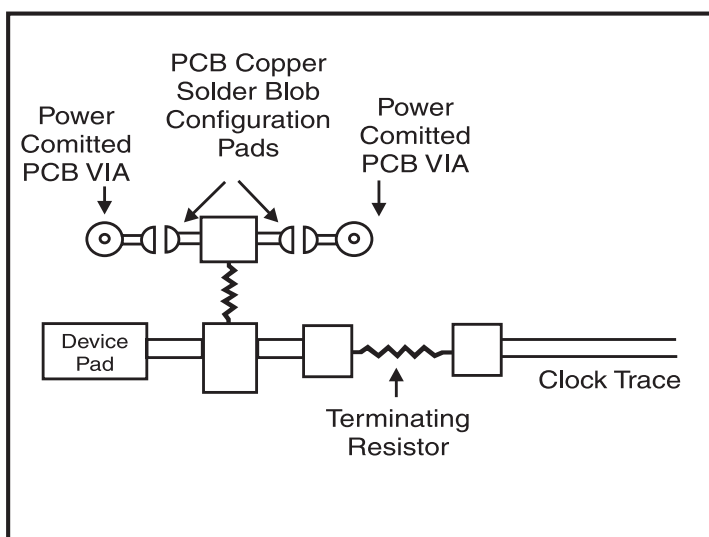 PCB Copper
Solder Blob
Configuration
Pads
Power
Comitted
PCB VIA
Power
Comitted
PCB VIA
Device
Pad
Clock Trace
Terminating
Resistor